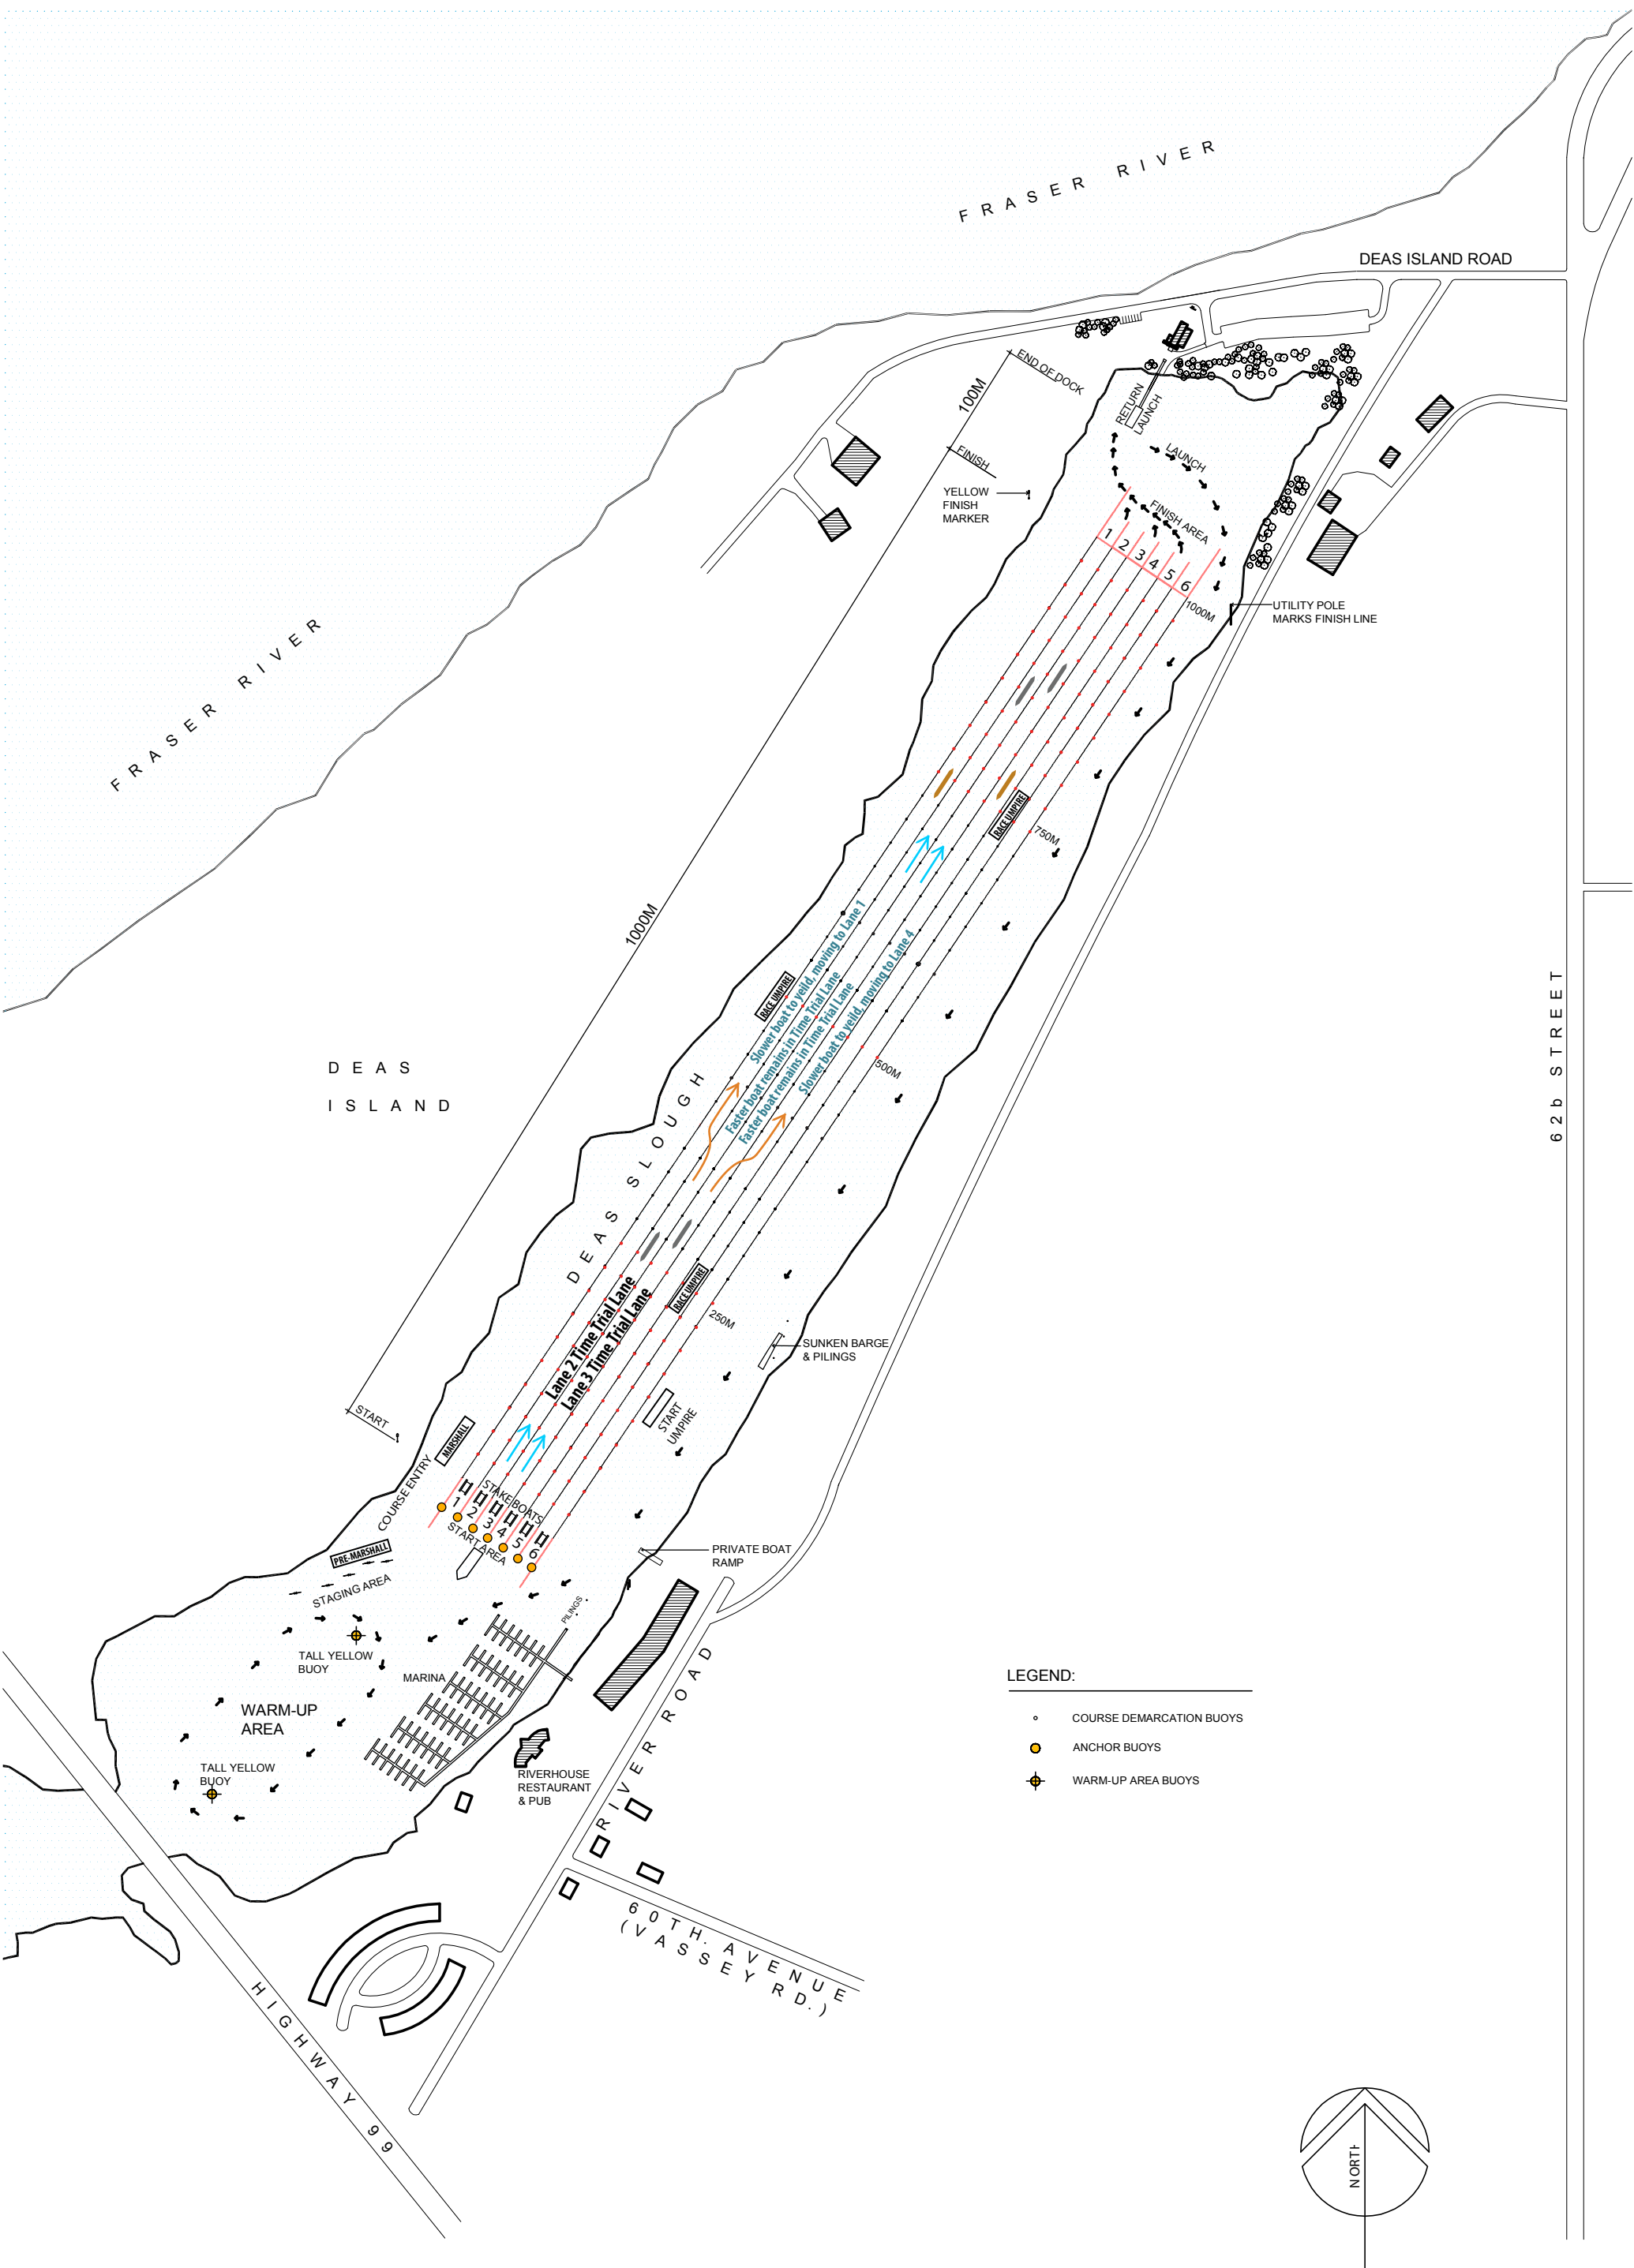 FRASER RIVER
DEAS ISLAND ROAD
END OF DOCK
100M
RETURN
LAUNCH
FINISH
LAUNCH
YELLOW
FINISH
MARKER
FINISH AREA
1
2
3
4
5
6
1000M
UTILITY POLE
MARKS FINISH LINE
FRASER RIVER
RACE UMPIRE
750M
1000M
Slower boat to yeild, moving to Lane 1
Faster boat remains in Time Trial Lane
Faster boat remains in Time Trial Lane
Slower boat to yeild, moving to Lane 4
RACE UMPIRE
500M
62b STREET
DEAS
ISLAND
DEAS SLOUGH
RACE UMPIRE
250M
Lane 2 Time Trial Lane
Lane 3 Time Trial Lane
SUNKEN BARGE
& PILINGS
START
UMPIRE
START
MARSHALL
COURSE ENTRY
STAKEBOATS
1
2
3
4
5
6
START AREA
PRE-MARSHALL
STAGING AREA
PRIVATE BOAT
RAMP
PILINGS
TALL YELLOW
BUOY
MARINA
WARM-UP
AREA
TALL YELLOW
BUOY
RIVERHOUSE
RESTAURANT
& PUB
RIVER ROAD
LEGEND:
COURSE DEMARCATION BUOYS
ANCHOR BUOYS
WARM-UP AREA BUOYS
60TH. AVENUE
(VASSEY RD.)
HIGHWAY 99
NORTH